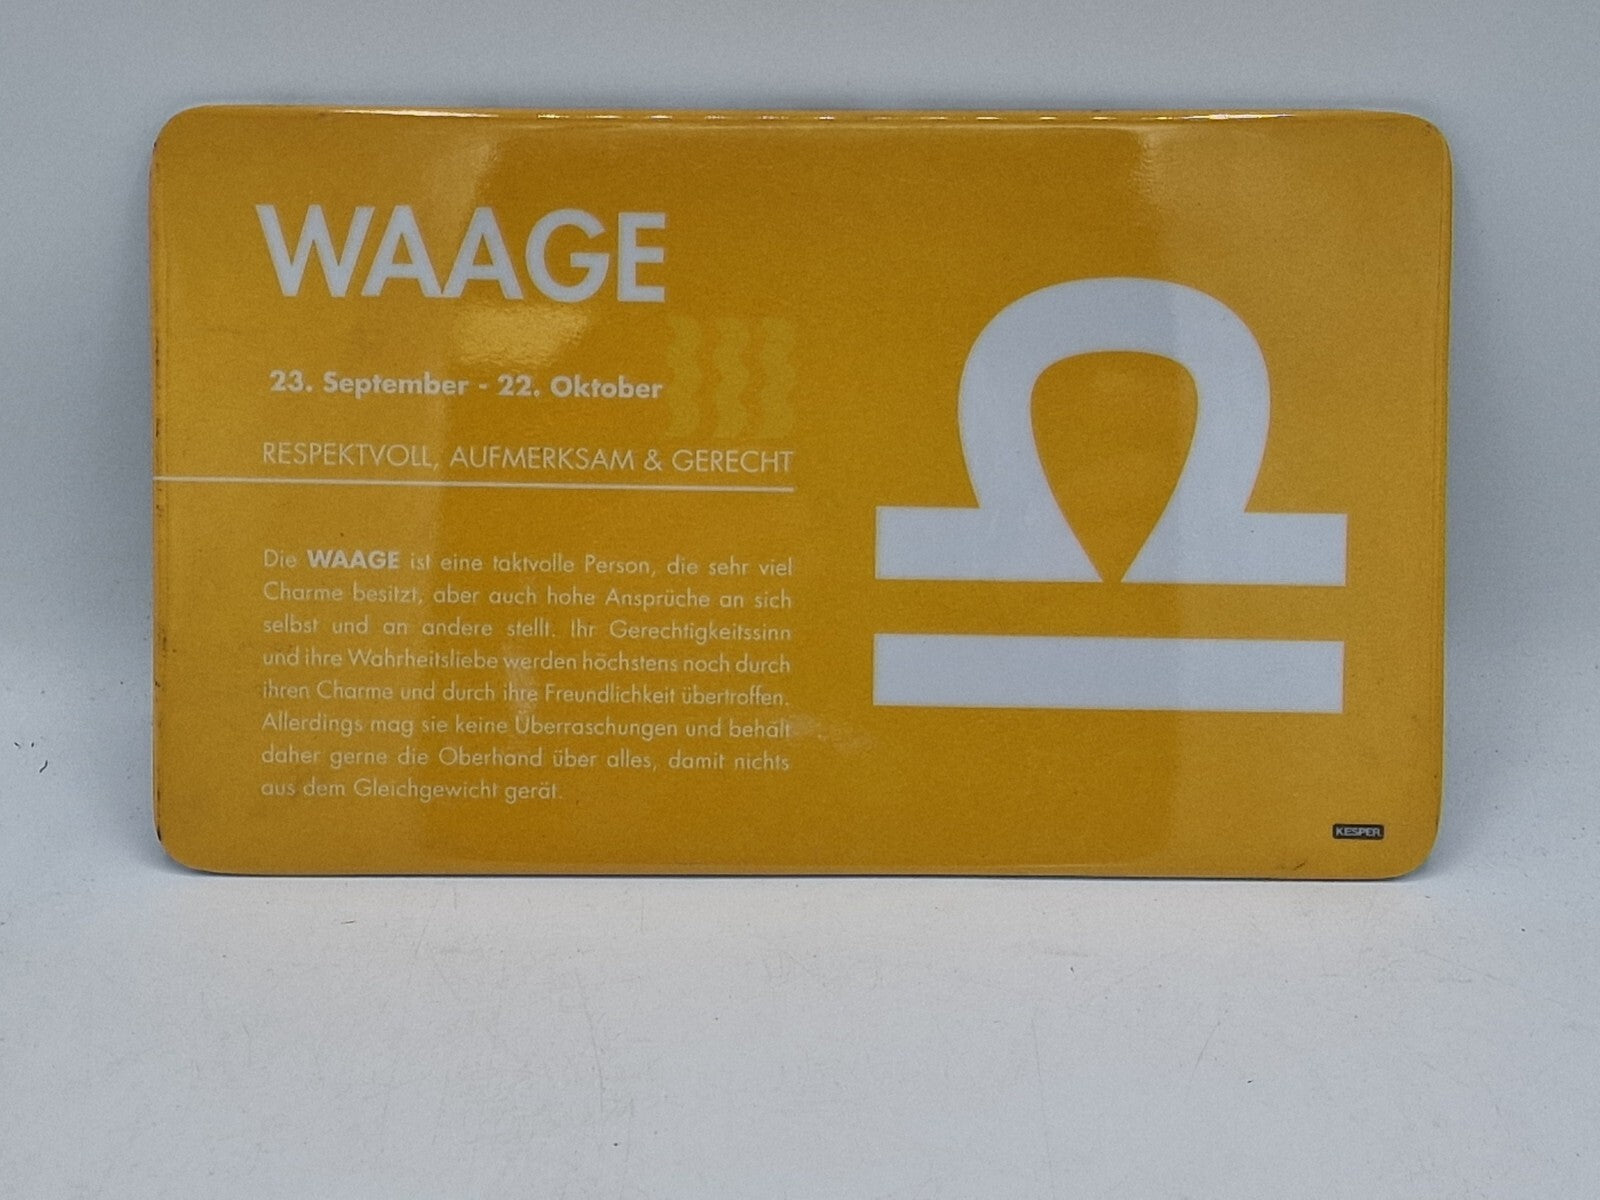 WAAGE
23. September - 22. Oktober
RESPEKTVOLL, AUFMERKSAM & GERECHT
Die WAAGE ist eine taktvolle Person, die sehr viel
Charme besitzt, aber auch hohe Ansprüche an sich
selbst und an andere stellt. Ihr Gerechtigkeitssinn
und ihre Wahrheitsliebe werden höchstens noch durch
ihren Charme und durch ihre Freundlichkeit übertroffen.
Allerdings mag sie keine Überraschungen und behält
daher gerne die Oberhand über alles, damit nichts
aus dem Gleichgewicht gerät.
KESPER